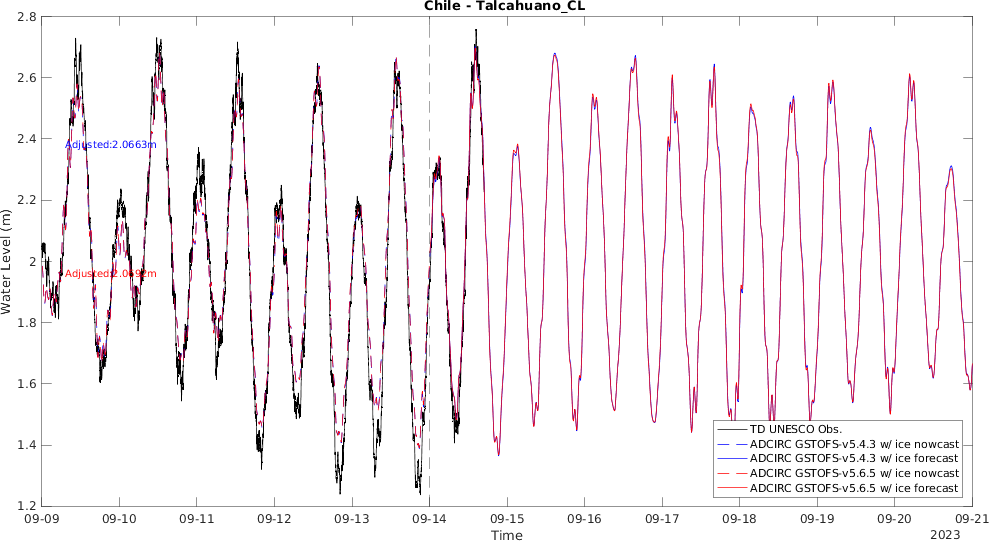 Chile - Talcahuano_CL
2.8
2.6
2.4
2.2
2
1.8
1.6
1.4
1.2
Water Level (m)
Adjusted:2.0663m
Adjusted:2.0692m
TD UNESCO Obs.
ADCIRC GSTOFS-v5.4.3 w/ ice nowcast
ADCIRC GSTOFS-v5.4.3 w/ ice forecast
ADCIRC GSTOFS-v5.6.5 w/ ice nowcast
ADCIRC GSTOFS-v5.6.5 w/ ice forecast
09-09 09-10 09-11 09-12 09-13 09-14 09-15 09-16 09-17 09-18 09-19 09-20 09-21
Time
2023